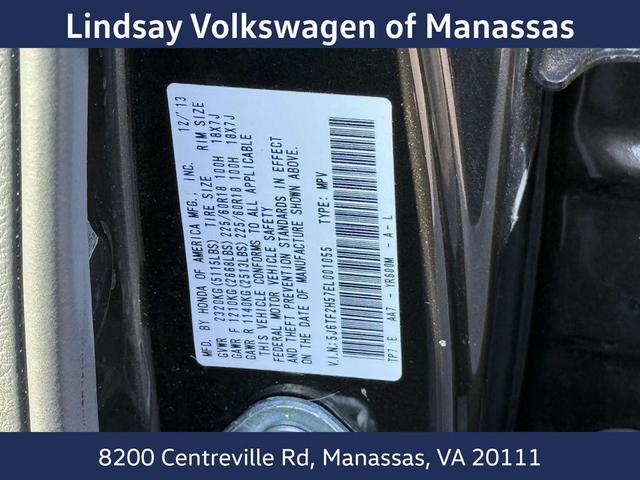 Lindsay Volkswagen of Manassas
MFD. BY HONDA OF AMERICA MFG., INC. 12/'13
GVWR 2320KG(5115LBS) TIRE SIZE RIM SIZE
GAWR F 1210KG(2668LBS) 225/60R18 100H 18X7J
GAWR R 1140KG(2513LBS) 225/60R18 100H 18X7J
THIS VEHICLE CONFORMS TO ALL APPLICABLE
FEDERAL MOTOR VEHICLE SAFETY
AND THEFT PREVENTION STANDARDS IN EFFECT
ON THE DATE OF MANUFACTURE SHOWN ABOVE.
V.I.N:5J6TF2H57EL001055 TYPE: MPV
TP7 E AA7 - YR600M - A - L
8200 Centreville Rd, Manassas, VA 20111